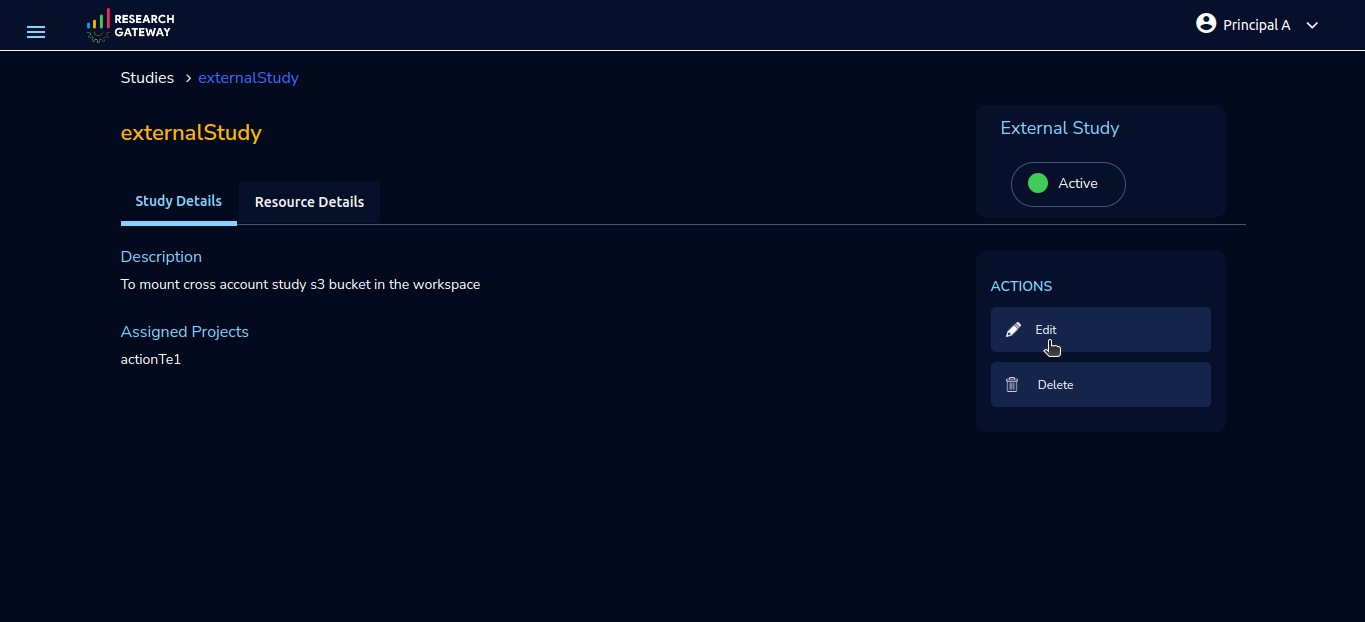 RESEARCH
GATEWAY
Principal A
Studies > externalStudy
externalStudy
External Study
Active
Study Details
Resource Details
Description
To mount cross account study s3 bucket in the workspace
Assigned Projects
actionTe1
ACTIONS
Edit
Delete